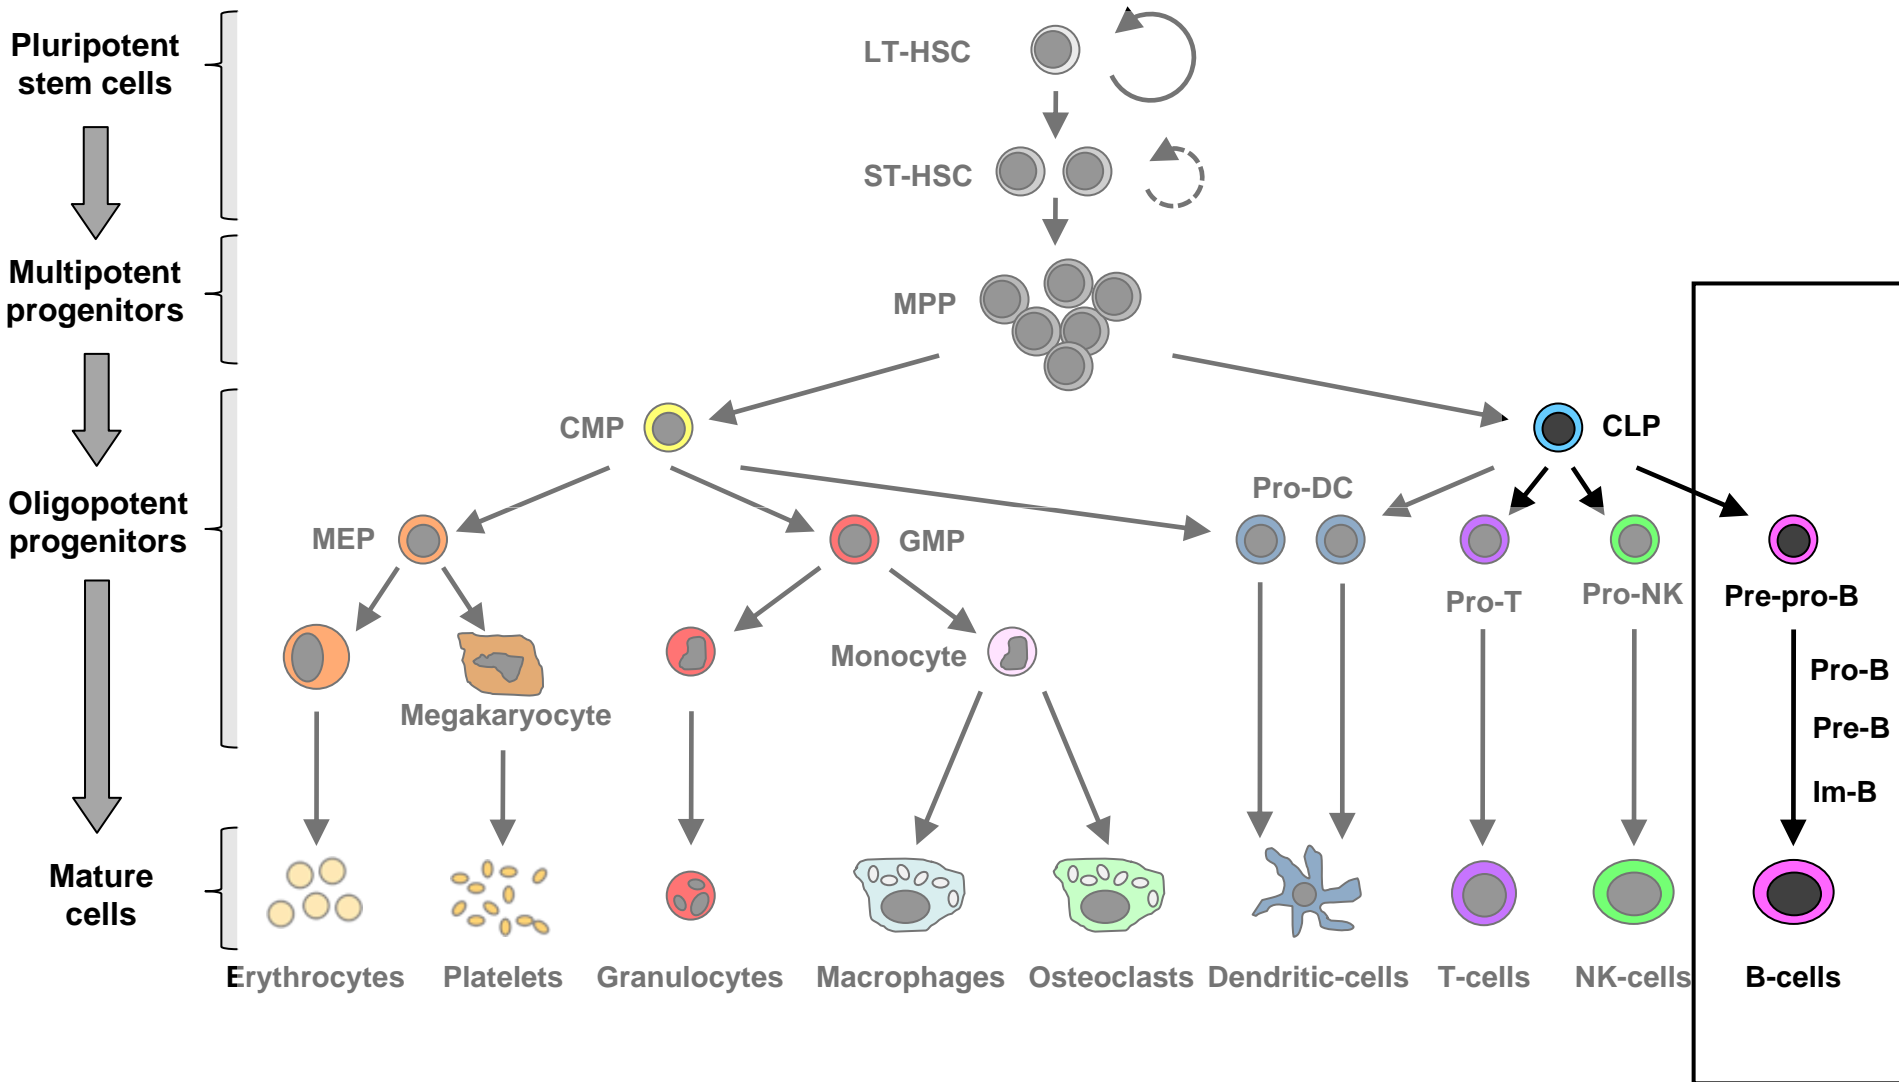 Pluripotent
stem cells
LT-HSC
ST-HSC
Multipotent
progenitors
MPP
CMP
CLP
Oligopotent
progenitors
MEP
GMP
Pro-DC
Pro-T
Pro-NK
Pre-pro-B
Monocyte
Megakaryocyte
Pro-B
Pre-B
Im-B
Mature
cells
Erythrocytes
Platelets
Granulocytes
Macrophages
Osteoclasts
Dendritic-cells
T-cells
NK-cells
B-cells